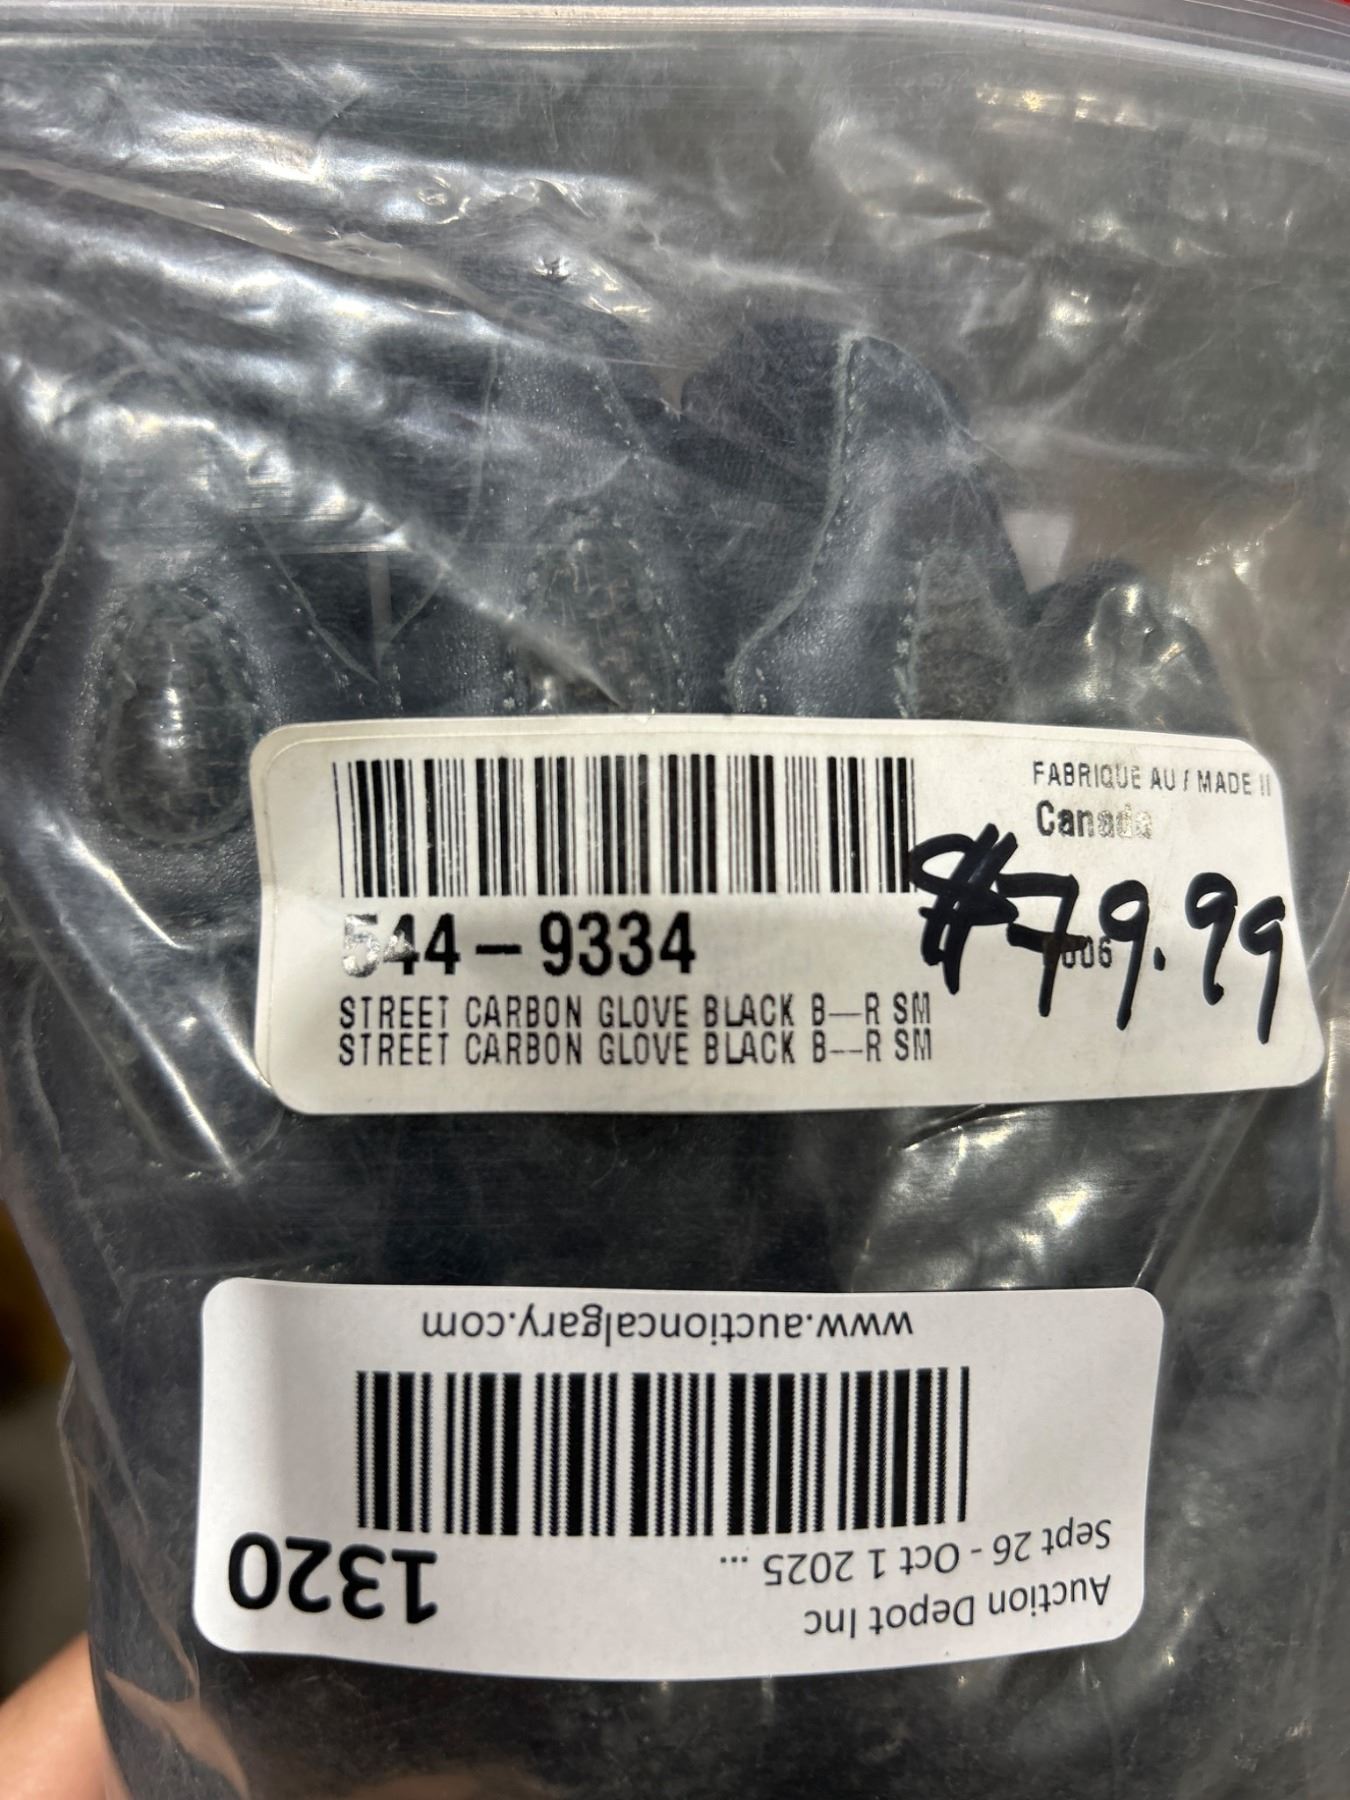 FABRIQUE AU / MADE
Canada
$79.99
544-9334
STREET CARBON GLOVE BLACK B--R SM
STREET CARBON GLOVE BLACK B--R SM
Auction Depot Inc
Sept 26 - Oct 1 2025 ...
1320
www.auctioncalgary.com